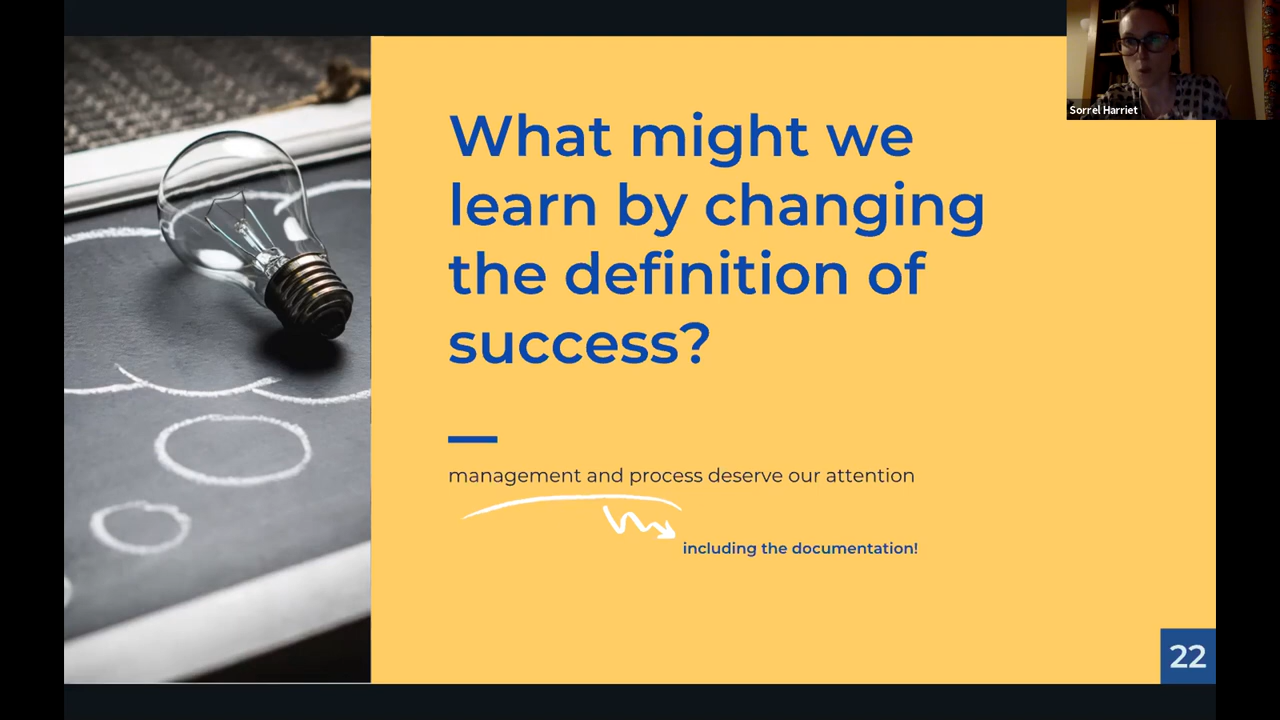 Sorrel Harriet
What might we
learn by changing
the definition of
success?
management and process deserve our attention
including the documentation!
22